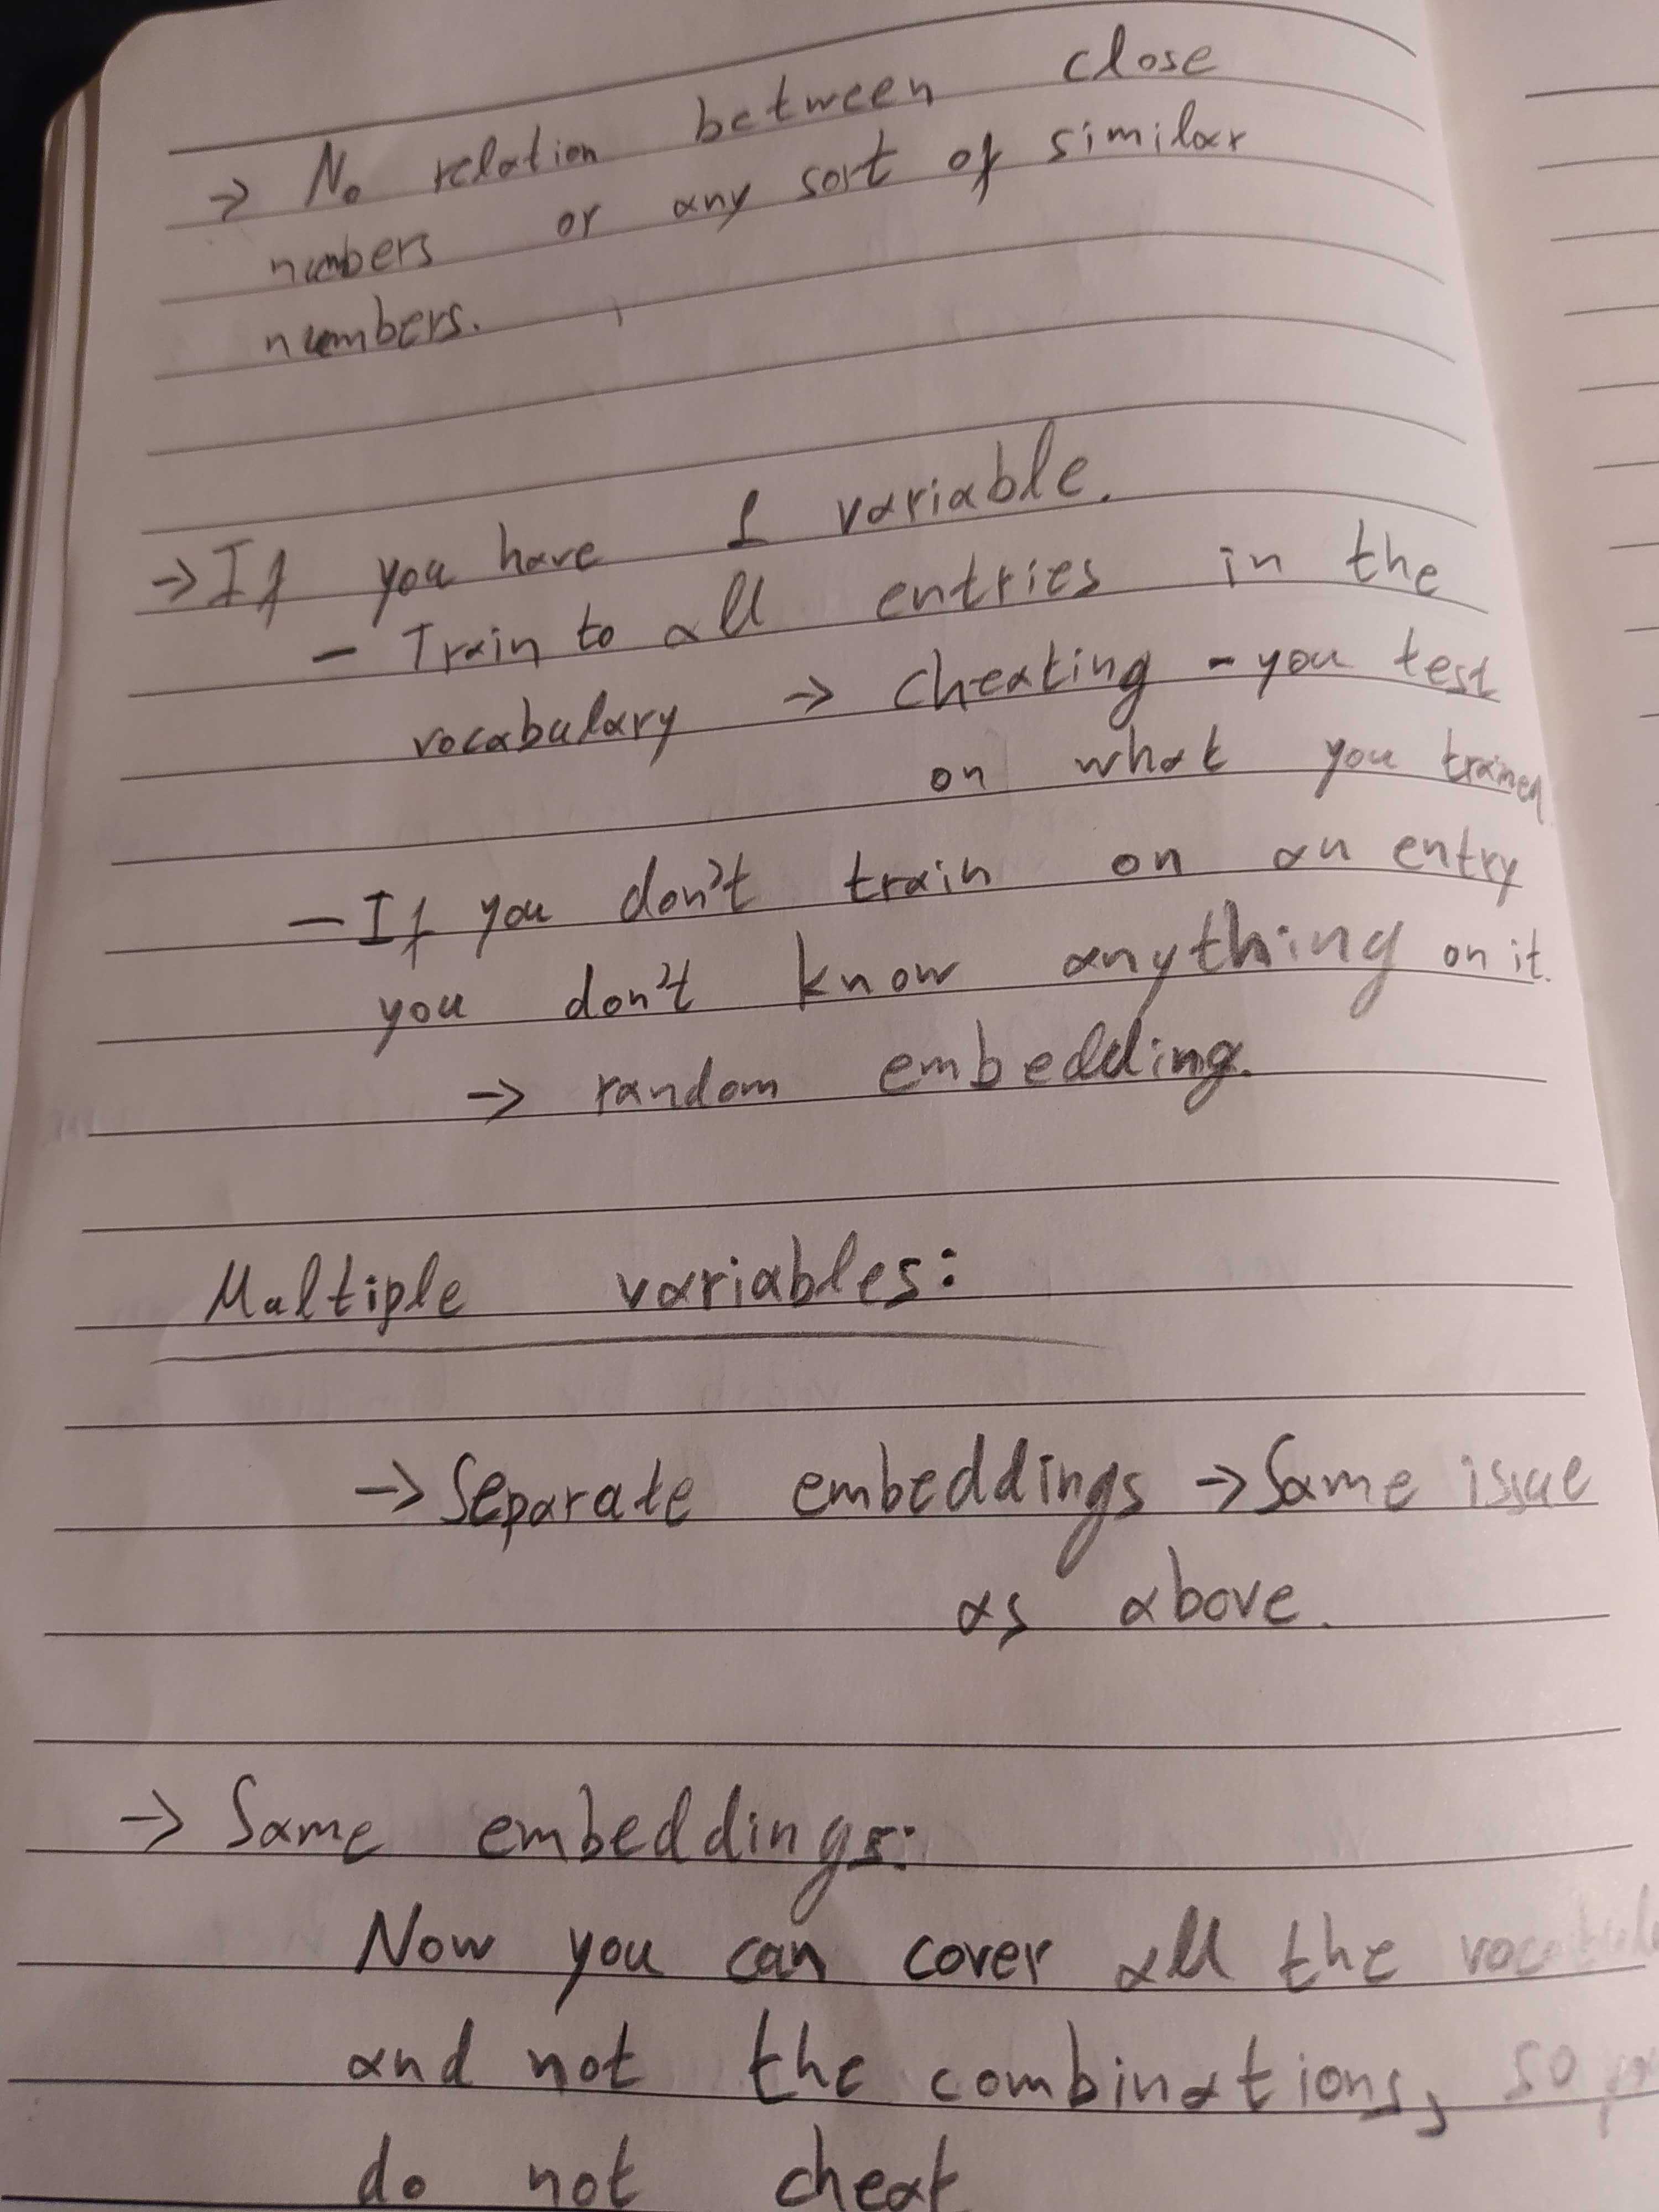 → No relation between close
numbers or any sort of similar
numbers.
→ If you have 1 variable.
- Train to all entries in the
vocabulary → Cheating - you test
on what you trained
- If you don't train on an entry
you don't know anything on it.
→ random embedding.
Multiple variables:
→ Separate embeddings → Same issue
as above.
→ Same embeddings:
Now you can cover all the
and not the combinations, so
do not cheat